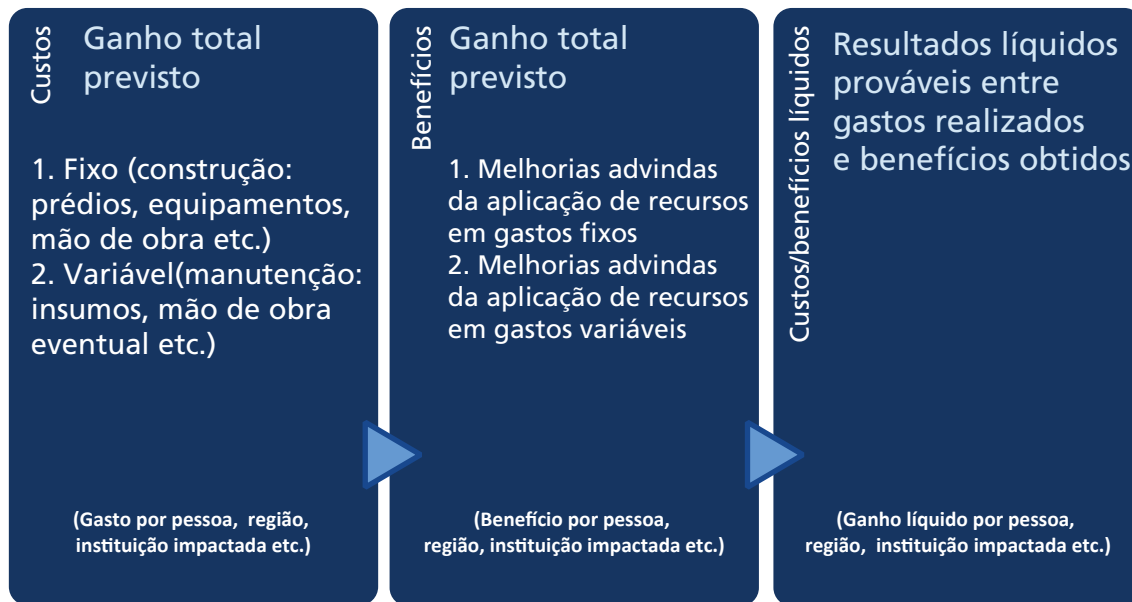 Custos
Ganho total
previsto
1. Fixo (construção:
prédios, equipamentos,
mão de obra etc.)
2. Variável(manutenção:
insumos, mão de obra
eventual etc.)
(Gasto por pessoa, região,
instituição impactada etc.)
Benefícios
Ganho total
previsto
1. Melhorias advindas
da aplicação de recursos
em gastos fixos
2. Melhorias advindas
da aplicação de recursos
em gastos variáveis
(Benefício por pessoa,
região, instituição impactada etc.)
Custos/benefícios líquidos
Resultados líquidos
prováveis entre
gastos realizados
e benefícios obtidos
(Ganho líquido por pessoa,
região, instituição impactada etc.)